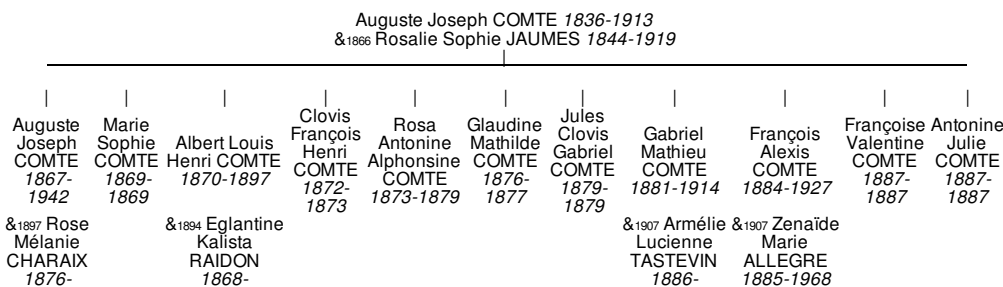 Auguste Joseph COMTE 1836-1913
&1866 Rosalie Sophie JAUMES 1844-1919
Auguste
Joseph
COMTE
1867-
1942
&1897 Rose
Mélanie
CHARAIX
1876-
Marie
Sophie
COMTE
1869-
1869
Albert Louis
Henri COMTE
1870-1897
&1894 Eglantine
Kalista
RAIDON
1868-
Clovis
François
Henri
COMTE
1872-
1873
Rosa
Antonine
Alphonsine
COMTE
1873-1879
Glaudine
Mathilde
COMTE
1876-
1877
Jules
Clovis
Gabriel
COMTE
1879-
1879
Gabriel
Mathieu
COMTE
1881-1914
&1907 Armélie
Lucienne
TASTEVIN
1886-
François
Alexis
COMTE
1884-1927
&1907 Zenaïde
Marie
ALLEGRE
1885-1968
Françoise
Valentine
COMTE
1887-
1887
Antonine
Julie
COMTE
1887-
1887